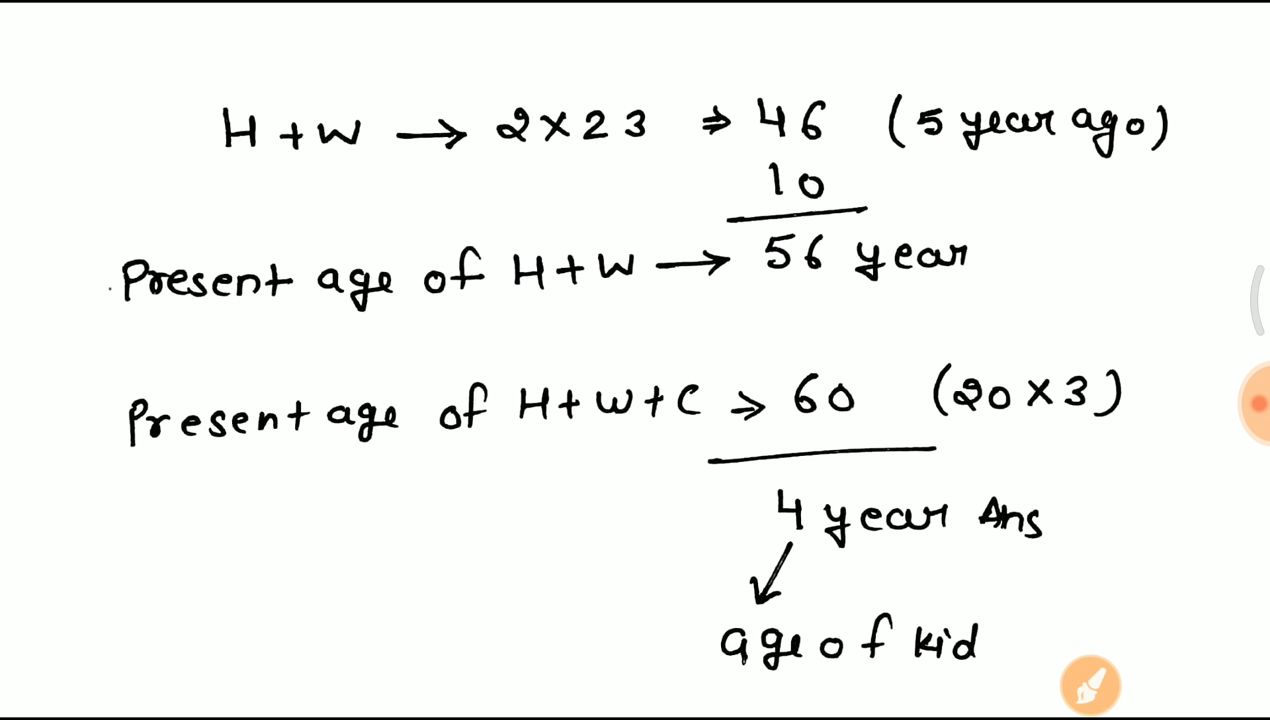 H + W → 2 × 23 ⇒ 46 (5 year ago)
10
Present age of H + W → 56 year
Present age of H + W + C ⇒ 60 (20 × 3)
4 year Ans
age of kid